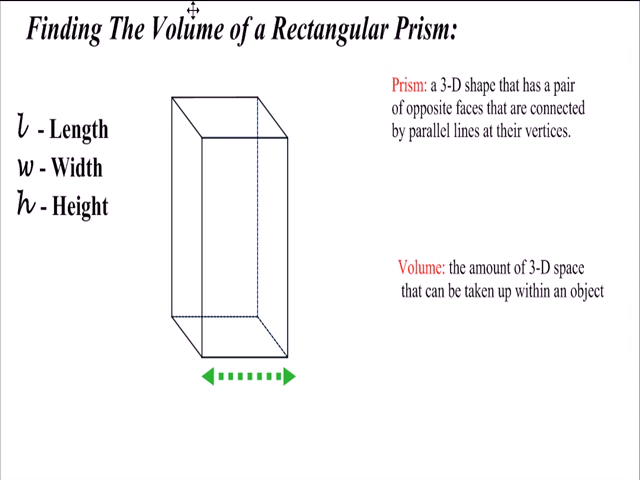 Finding The Volume of a Rectangular Prism:
Prism: a 3-D shape that has a pair
of opposite faces that are connected
by parallel lines at their vertices.
l - Length
w - Width
h - Height
Volume: the amount of 3-D space
that can be taken up within an object